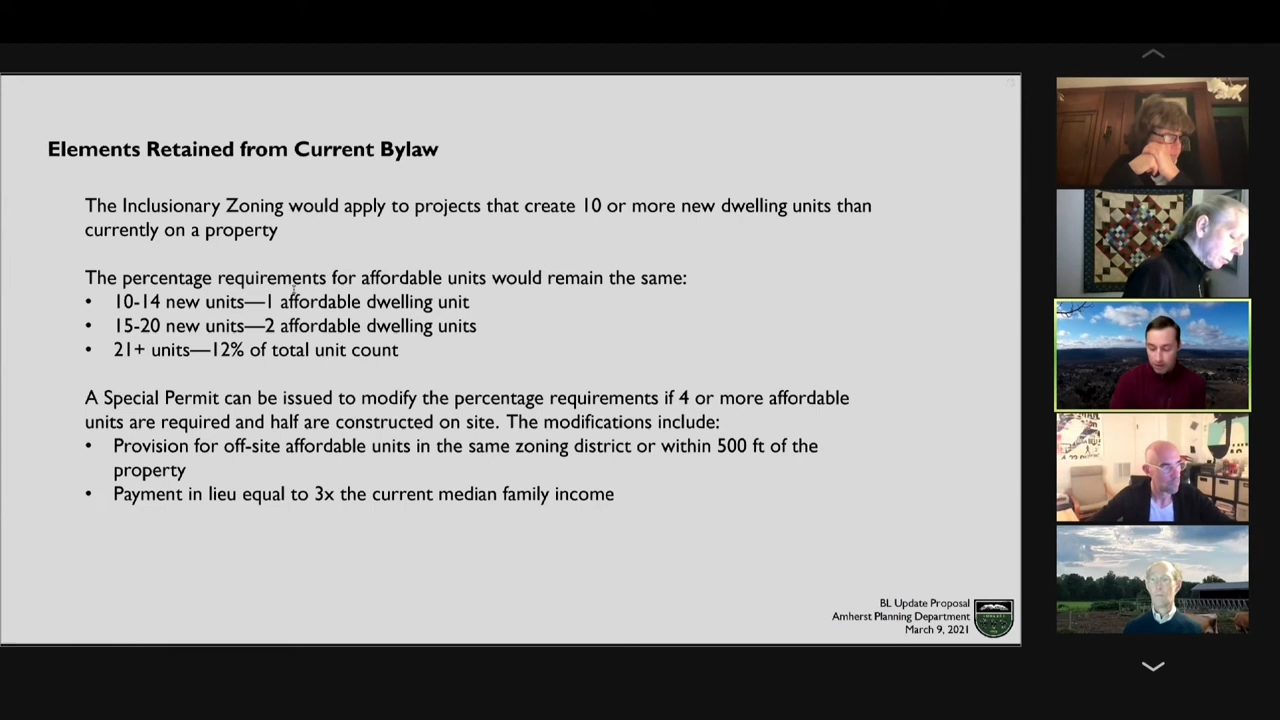 Elements Retained from Current Bylaw
The Inclusionary Zoning would apply to projects that create 10 or more new dwelling units than
currently on a property
The percentage requirements for affordable units would remain the same:
• 10-14 new units—1 affordable dwelling unit
• 15-20 new units—2 affordable dwelling units
• 21+ units—12% of total unit count
A Special Permit can be issued to modify the percentage requirements if 4 or more affordable
units are required and half are constructed on site. The modifications include:
• Provision for off-site affordable units in the same zoning district or within 500 ft of the
property
• Payment in lieu equal to 3x the current median family income
BL Update Proposal
Amherst Planning Department
March 9, 2021